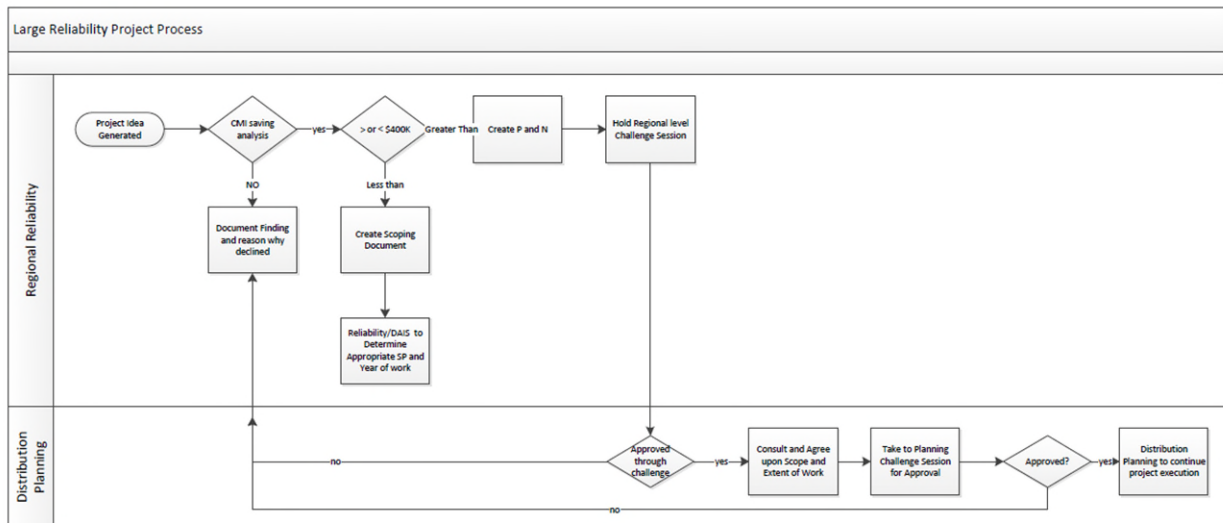 Large Reliability Project Process
Regional Reliability
Project Idea
Generated
CMI saving
analysis
yes
> or < $400K
Greater Than
Create P and N
Hold Regional level
Challenge Session
NO
Less than
Document Finding
and reason why
declined
Create Scoping
Document
Reliability/DAIS to
Determine
Appropriate SP and
Year of work
Distribution
Planning
Approved
through
challenge
no
yes
Consult and Agree
upon Scope and
Extent of Work
Take to Planning
Challenge Session
for Approval
Approved?
yes
Distribution
Planning to continue
project execution
no